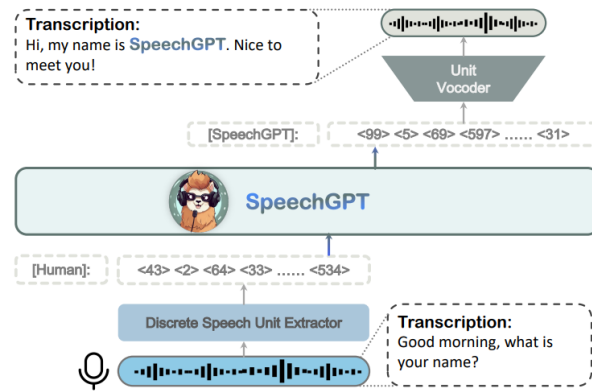 Transcription:
Hi, my name is SpeechGPT. Nice to
meet you!
Unit
Vocoder
[SpeechGPT]: <99> <5> <69> <597> ...... <31>
SpeechGPT
[Human]: <43> <2> <64> <33> ...... <534>
Discrete Speech Unit Extractor
Transcription:
Good morning, what is
your name?